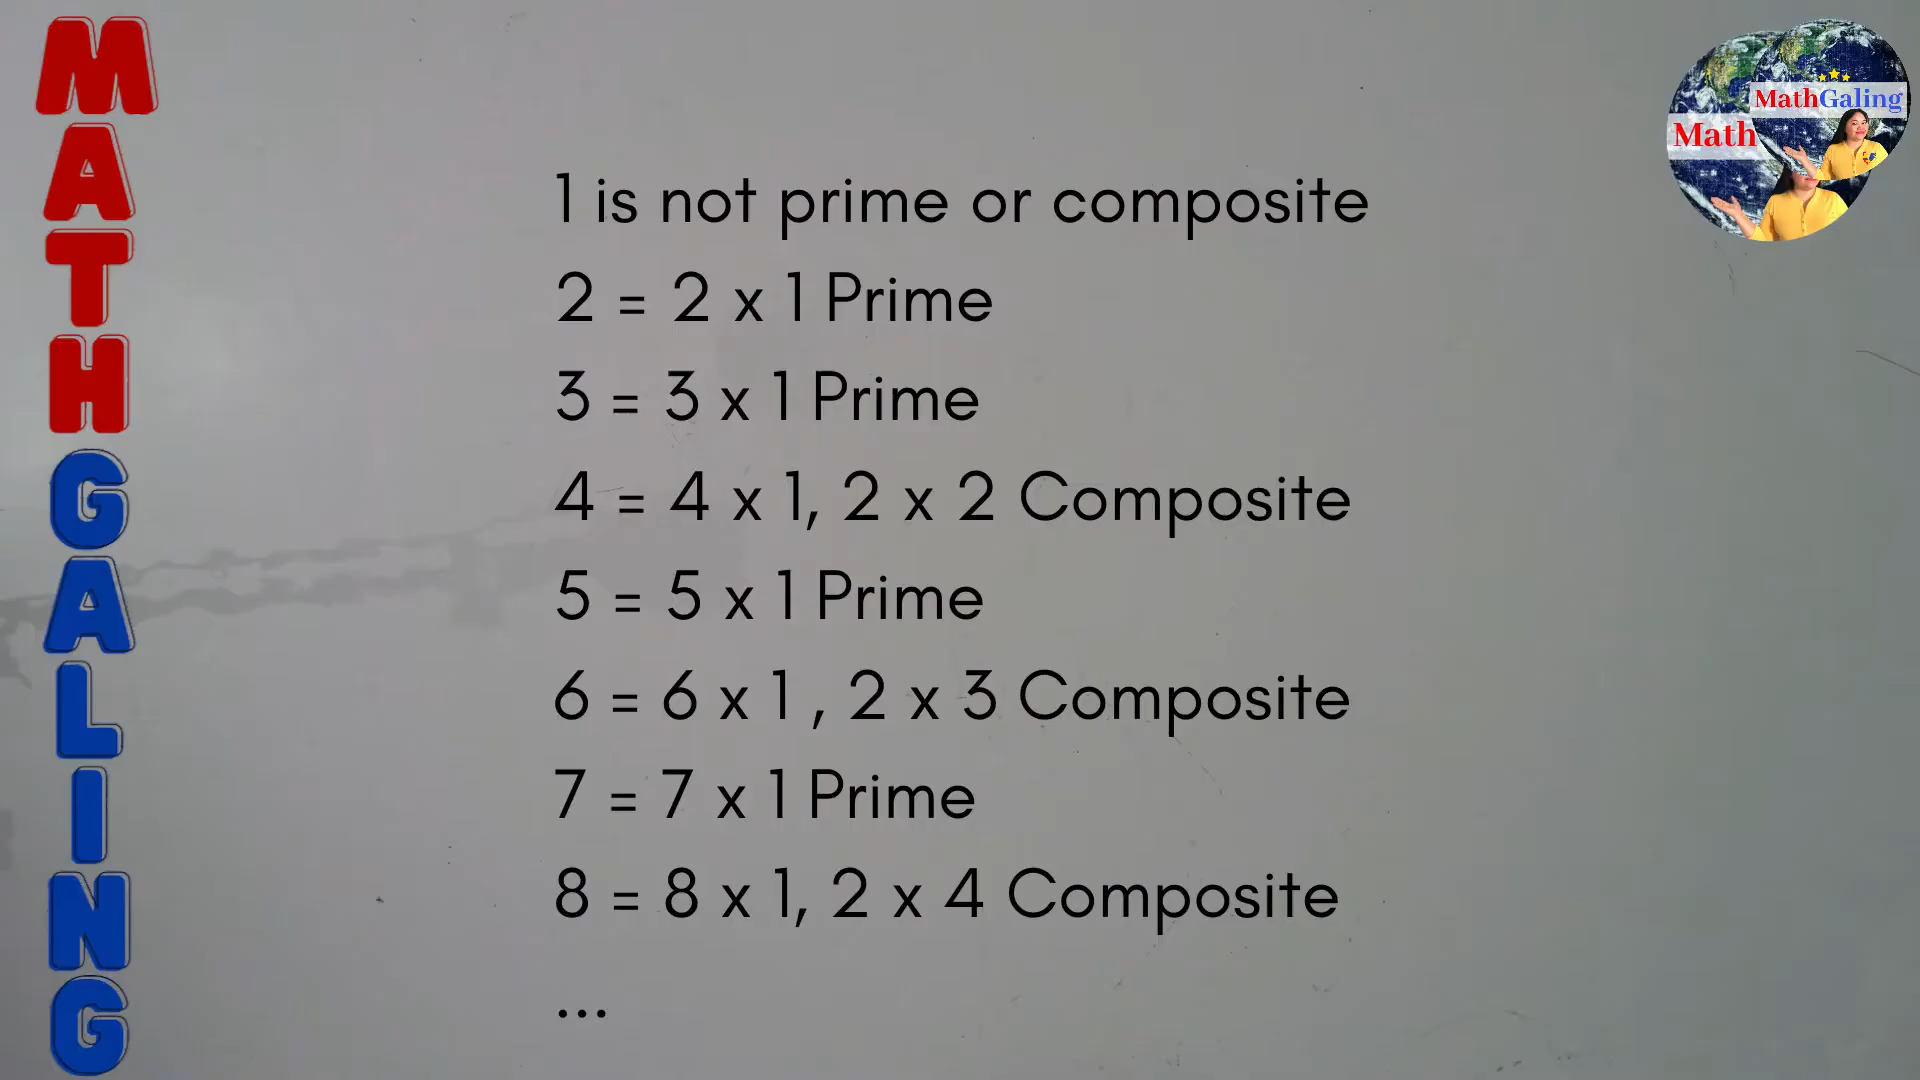 MATH GALING
1 is not prime or composite
2 = 2 x 1 Prime
3 = 3 x 1 Prime
4 = 4 x 1, 2 x 2 Composite
5 = 5 x 1 Prime
6 = 6 x 1 , 2 x 3 Composite
7 = 7 x 1 Prime
8 = 8 x 1, 2 x 4 Composite
...
MathGaling
Math